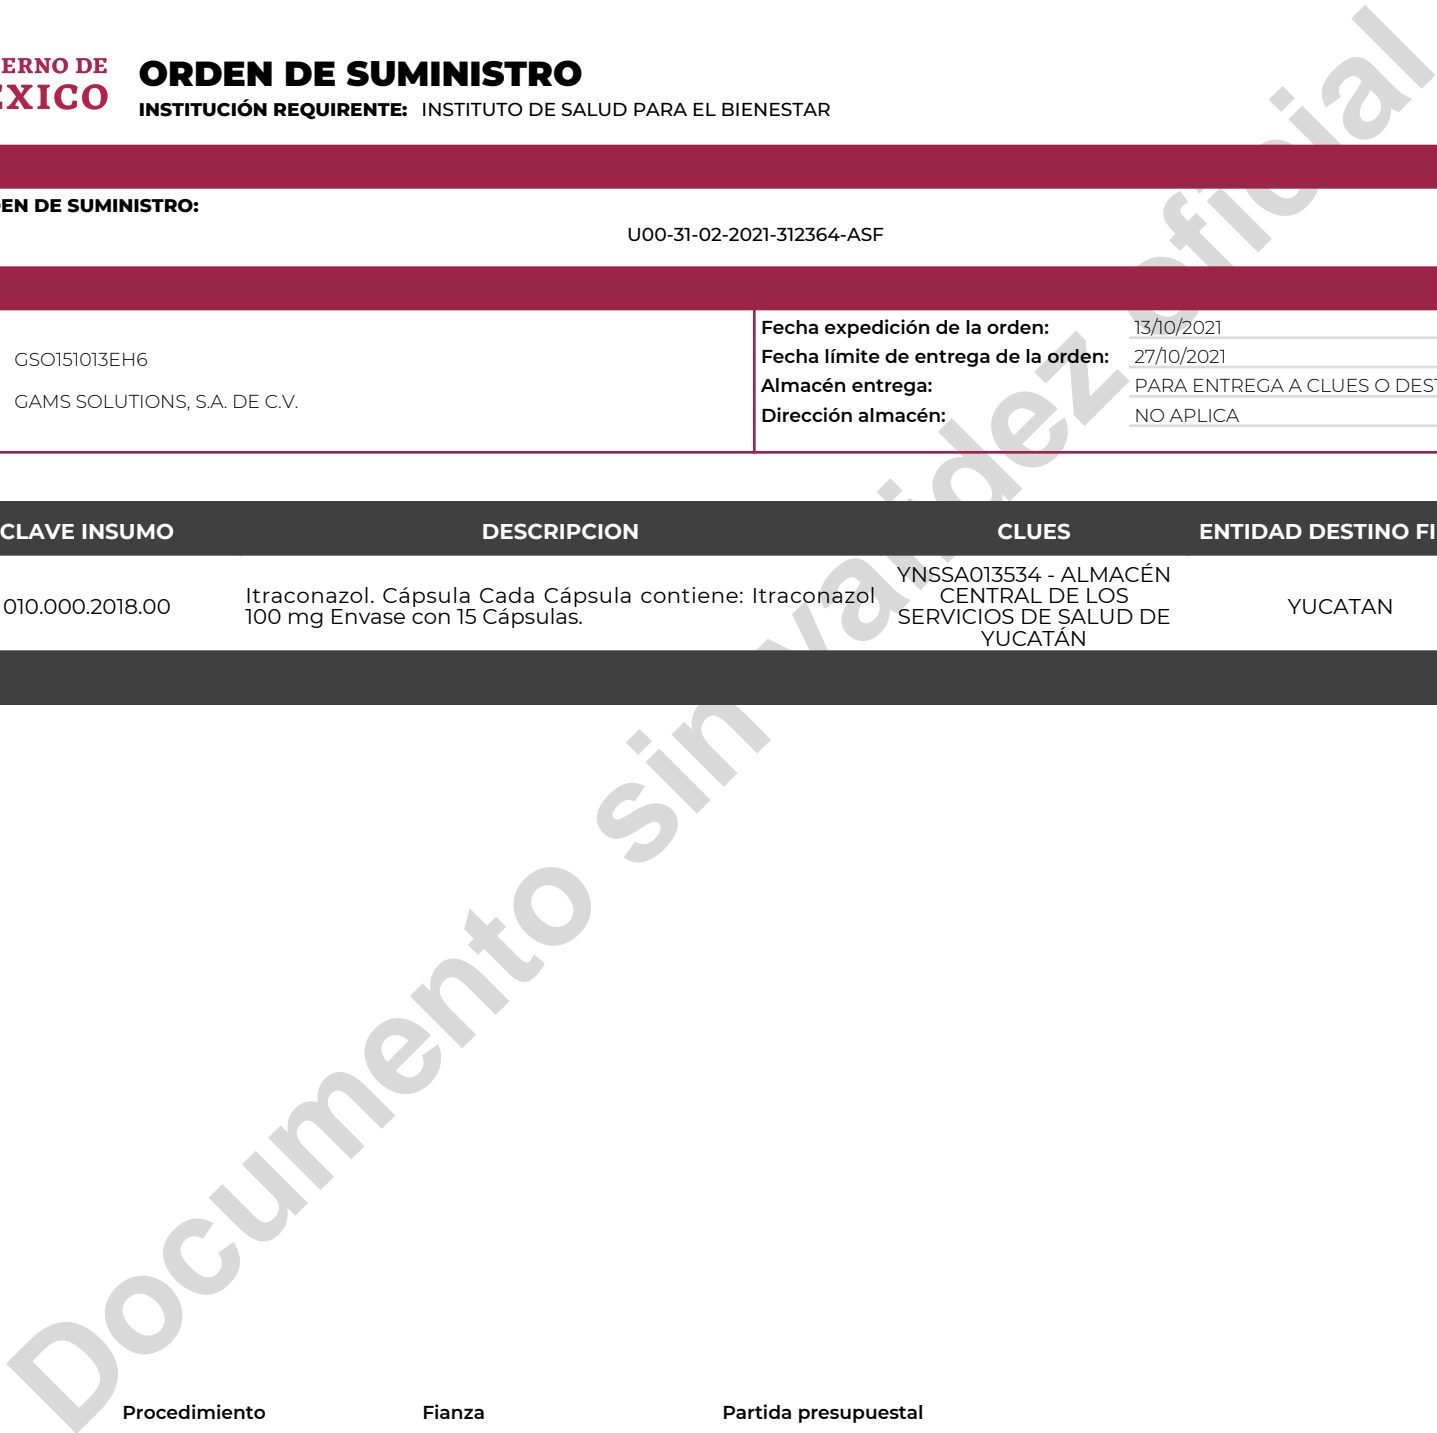 ERNO DE
EXICO
ORDEN DE SUMINISTRO
INSTITUCIÓN REQUIRENTE: INSTITUTO DE SALUD PARA EL BIENESTAR
EN DE SUMINISTRO:
U00-31-02-2021-312364-ASF
GSO151013EH6
GAMS SOLUTIONS, S.A. DE C.V.
Fecha expedición de la orden: 13/10/2021
Fecha límite de entrega de la orden: 27/10/2021
Almacén entrega: PARA ENTREGA A CLUES O DEST
Dirección almacén: NO APLICA
CLAVE INSUMO DESCRIPCION CLUES ENTIDAD DESTINO FI
010.000.2018.00
Itraconazol. Cápsula Cada Cápsula contiene: Itraconazol
100 mg Envase con 15 Cápsulas.
YNSSA013534 - ALMACÉN
CENTRAL DE LOS
SERVICIOS DE SALUD DE
YUCATÁN
YUCATAN
Documento sin validez oficial
Procedimiento Fianza Partida presupuestal